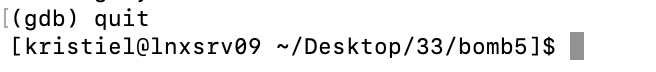 (gdb) quit
[kristiel@lnxsrv09 ~/Desktop/33/bomb5]$